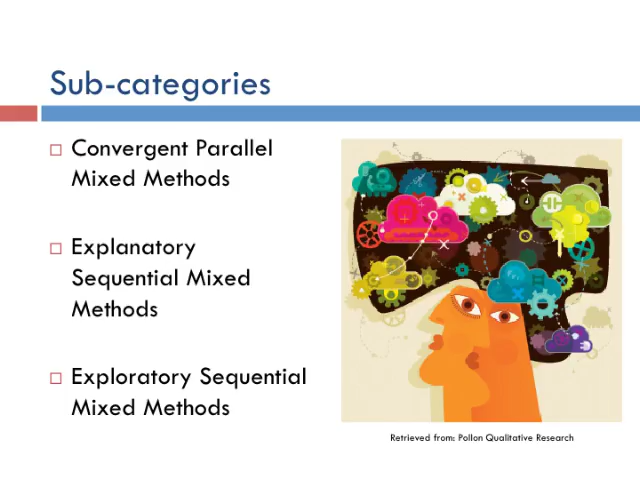 Sub-categories
Convergent Parallel
Mixed Methods
Explanatory
Sequential Mixed
Methods
Exploratory Sequential
Mixed Methods
Retrieved from: Pollon Qualitative Research